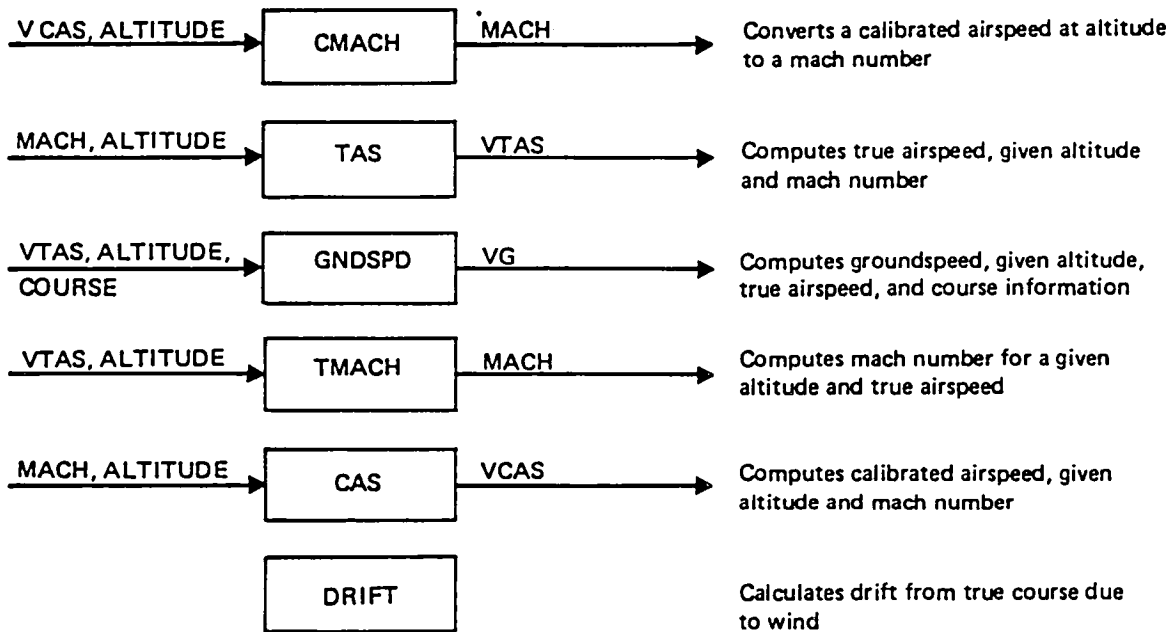 V CAS, ALTITUDE
CMACH
MACH
Converts a calibrated airspeed at altitude
to a mach number
MACH, ALTITUDE
TAS
VTAS
Computes true airspeed, given altitude
and mach number
VTAS, ALTITUDE,
COURSE
GNDSPD
VG
Computes groundspeed, given altitude,
true airspeed, and course information
VTAS, ALTITUDE
TMACH
MACH
Computes mach number for a given
altitude and true airspeed
MACH, ALTITUDE
CAS
VCAS
Computes calibrated airspeed, given
altitude and mach number
DRIFT
Calculates drift from true course due
to wind